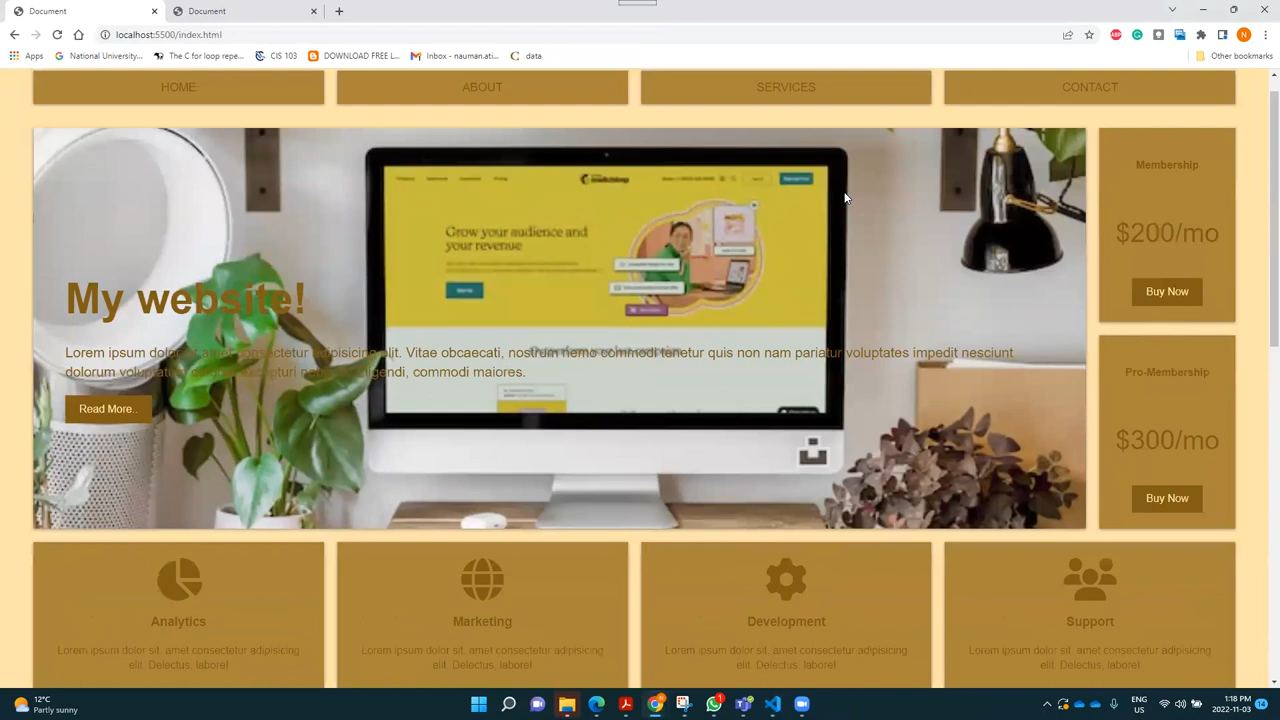 Document
Document
localhost:5500/index.html
N
Apps
National University...
The C for loop repe...
CIS 103
DOWNLOAD FREE L...
Inbox - nauman.ati...
data
Other bookmarks
HOME
ABOUT
SERVICES
CONTACT
Grow your audience and
your revenue
My website!
Lorem ipsum dolor sit amet consectetur adipisicing elit. Vitae obcaecati, nostrum nemo commodi tenetur quis non nam pariatur voluptates impedit nesciunt
dolorum voluptatum commodi maiores.
Read More..
Membership
$200/mo
Buy Now
Pro-Membership
$300/mo
Buy Now
Analytics
Lorem ipsum dolor sit, amet consectetur adipisicing
elit. Delectus, labore!
Marketing
Lorem ipsum dolor sit, amet consectetur adipisicing
elit. Delectus, labore!
Development
Lorem ipsum dolor sit, amet consectetur adipisicing
elit. Delectus, labore!
Support
Lorem ipsum dolor sit, amet consectetur adipisicing
elit. Delectus, labore!
12°C
Partly sunny
1
ENG
US
1:18 PM
2022-11-03
14